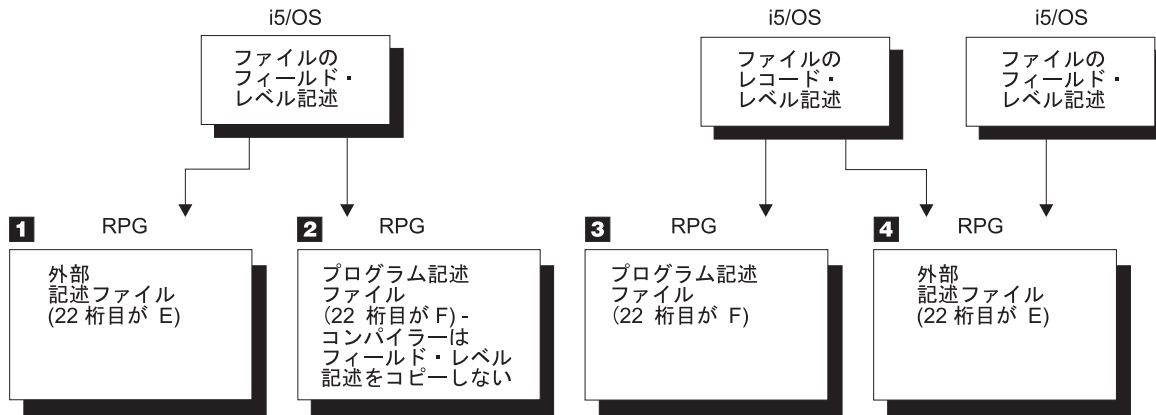 i5/OS
ファイルの
フィールド・
レベル記述
i5/OS
ファイルの
レコード・
レベル記述
i5/OS
ファイルの
フィールド・
レベル記述
1 RPG
外部
記述ファイル
(22 桁目が E)
2 RPG
プログラム記述
ファイル
(22 桁目が F) -
コンパイラーは
フィールド・レベル
記述をコピーしない
3 RPG
プログラム記述
ファイル
(22 桁目が F)
4 RPG
外部
記述ファイル
(22 桁目が E)